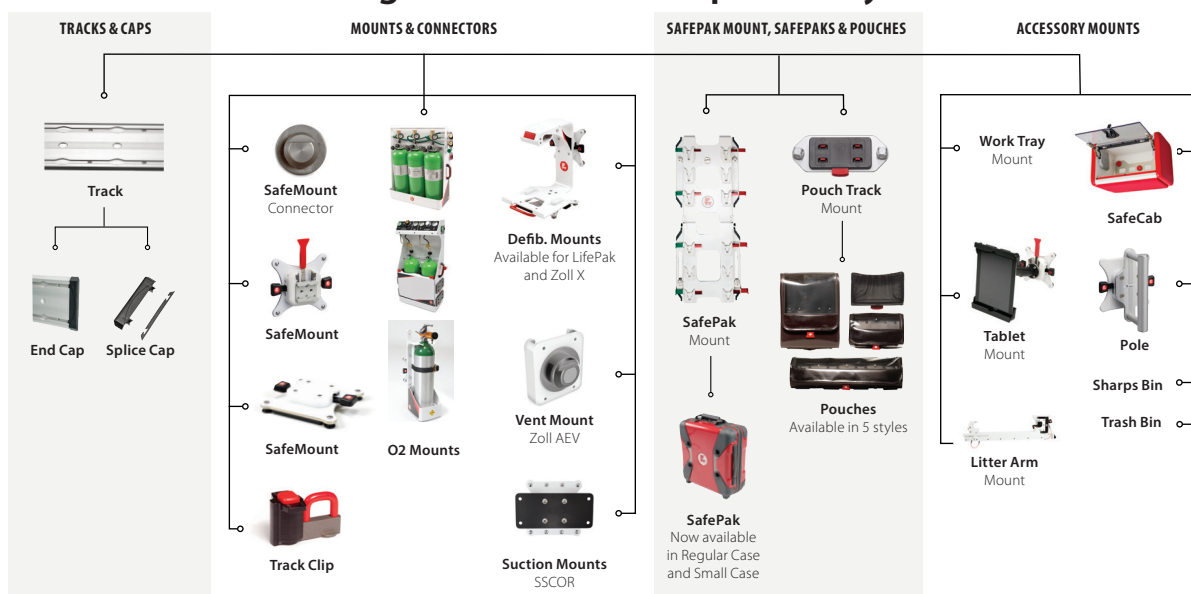 TRACKS & CAPS
Track
End Cap
Splice Cap
MOUNTS & CONNECTORS
SafeMount
Connector
SafeMount
SafeMount
Track Clip
O2 Mounts
Defib. Mounts
Available for LifePak
and Zoll X
Vent Mount
Zoll AEV
Suction Mounts
SSCOR
SAFEPAK MOUNT, SAFEPAKS & POUCHES
SafePak
Mount
SafePak
Now available
in Regular Case
and Small Case
Pouch Track
Mount
Pouches
Available in 5 styles
ACCESSORY MOUNTS
Work Tray
Mount
Tablet
Mount
Litter Arm
Mount
SafeCab
Pole
Sharps Bin
Trash Bin